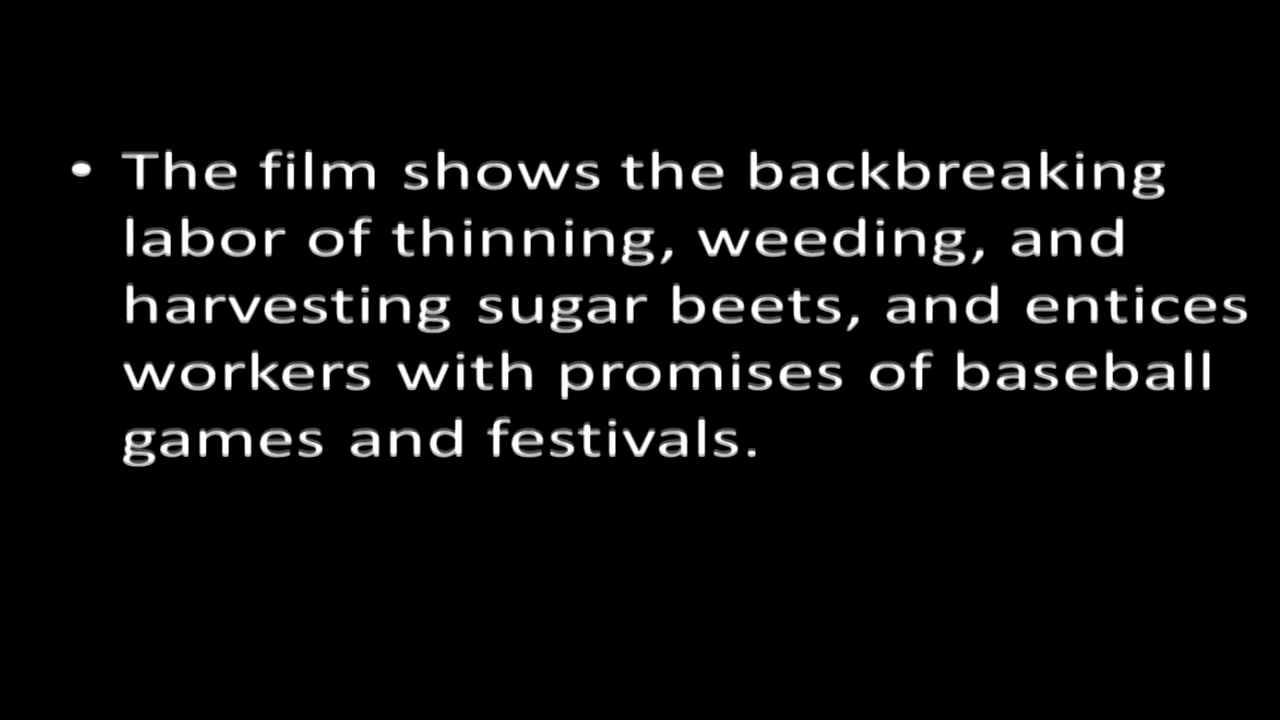 • The film shows the backbreaking
labor of thinning, weeding, and
harvesting sugar beets, and entices
workers with promises of baseball
games and festivals.